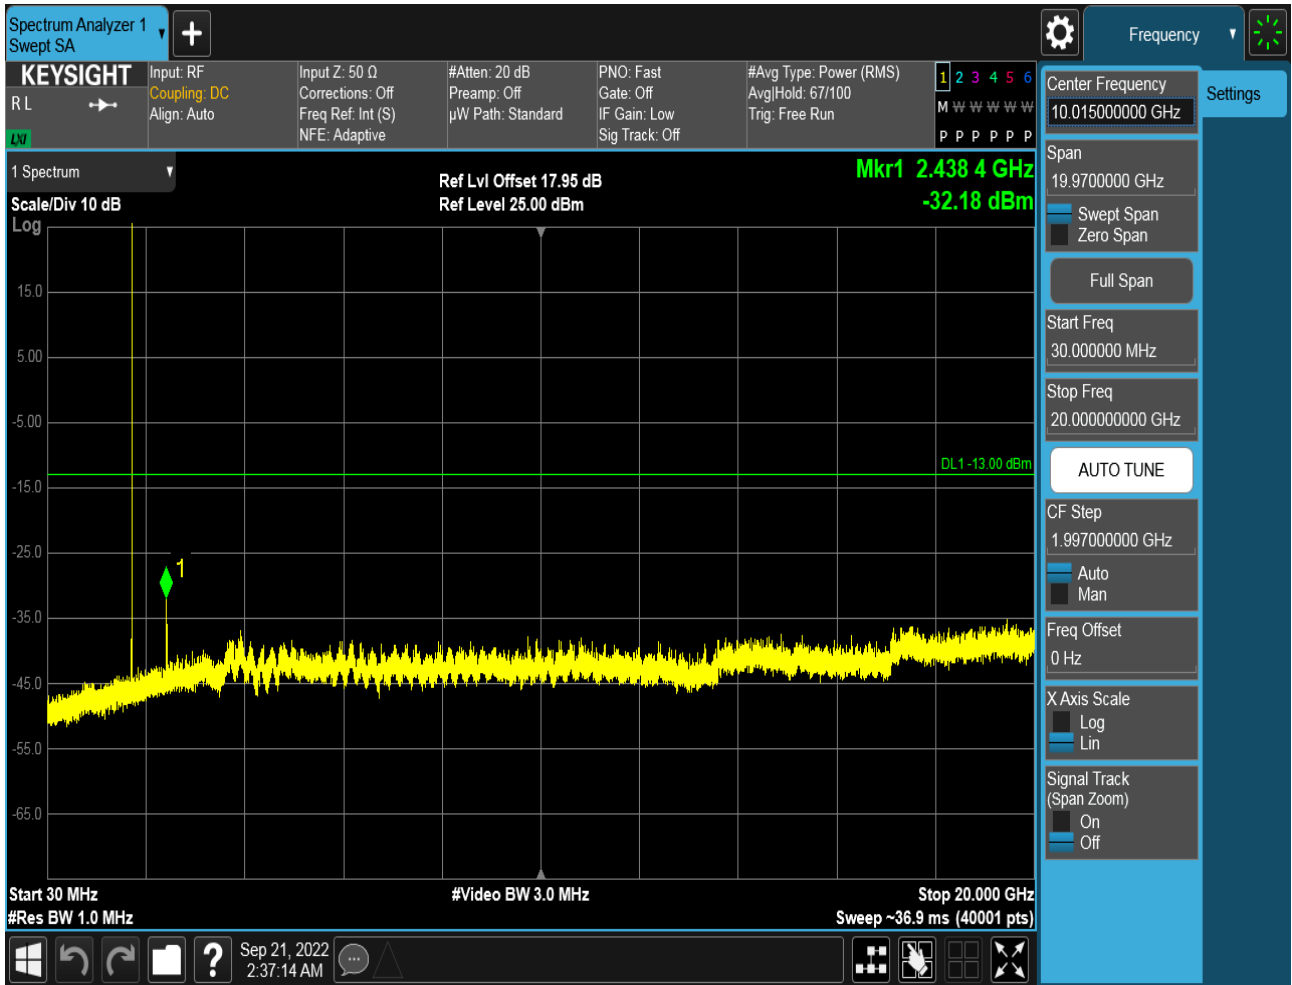 Spectrum Analyzer 1
Swept SA
Frequency
KEYSIGHT
R L
LXI
Input: RF
Coupling: DC
Align: Auto
Input Z: 50 Ω
Corrections: Off
Freq Ref: Int (S)
NFE: Adaptive
#Atten: 20 dB
Preamp: Off
µW Path: Standard
PNO: Fast
Gate: Off
IF Gain: Low
Sig Track: Off
#Avg Type: Power (RMS)
Avg|Hold: 67/100
Trig: Free Run
1 2 3 4 5 6
M W W W W W
P P P P P P
1 Spectrum
Scale/Div 10 dB
Log
Ref Lvl Offset 17.95 dB
Ref Level 25.00 dBm
Mkr1 2.438 4 GHz
-32.18 dBm
15.0
5.00
-5.00
DL1 -13.00 dBm
-15.0
-25.0
1
-35.0
-45.0
-55.0
-65.0
Start 30 MHz
#Video BW 3.0 MHz
Stop 20.000 GHz
#Res BW 1.0 MHz
Sweep ~36.9 ms (40001 pts)
Center Frequency
10.015000000 GHz
Settings
Span
19.9700000 GHz
Swept Span
Zero Span
Full Span
Start Freq
30.000000 MHz
Stop Freq
20.000000000 GHz
AUTO TUNE
CF Step
1.997000000 GHz
Auto
Man
Freq Offset
0 Hz
X Axis Scale
Log
Lin
Signal Track
(Span Zoom)
On
Off
?
Sep 21, 2022
2:37:14 AM